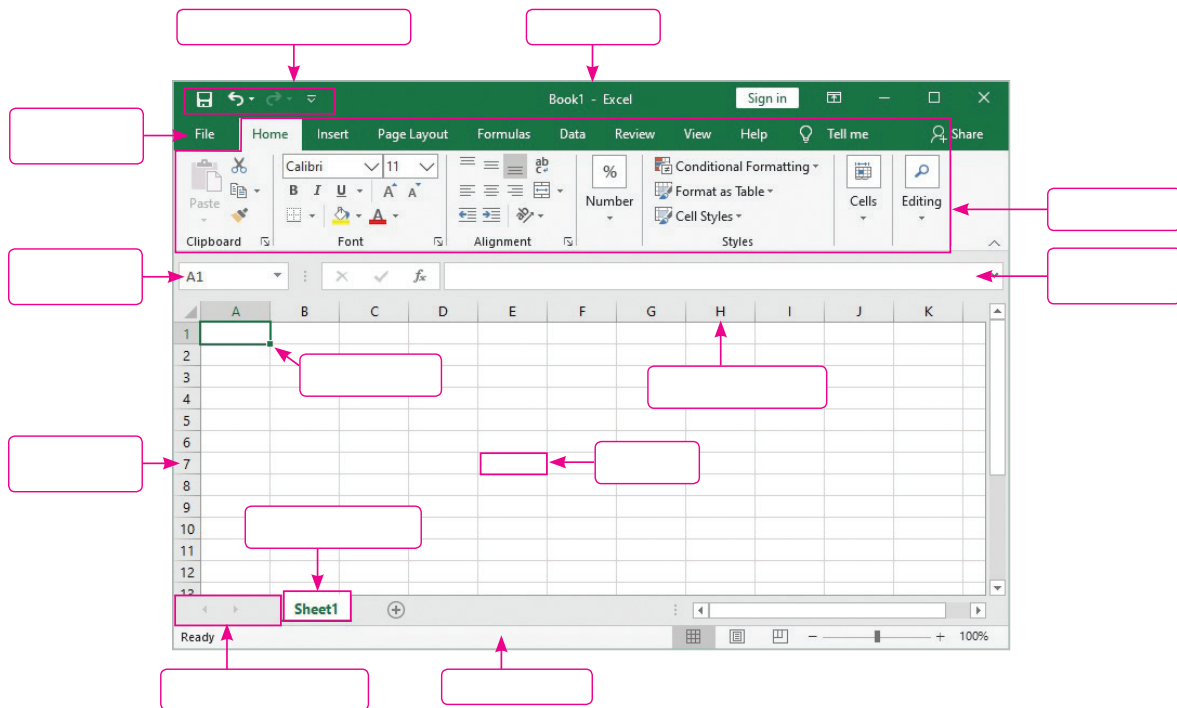 Book1 - Excel Sign in
File Home Insert Page Layout Formulas Data Review View Help Tell me Share
Paste
Calibri 11
B I U A A
A
ab
c
%
Number
Conditional Formatting
Format as Table
Cell Styles
Cells
Editing
Clipboard Font Alignment Styles
A1 fx
A B C D E F G H I J K
1
2
3
4
5
6
7
8
9
10
11
12
13
Sheet1
Ready 100%